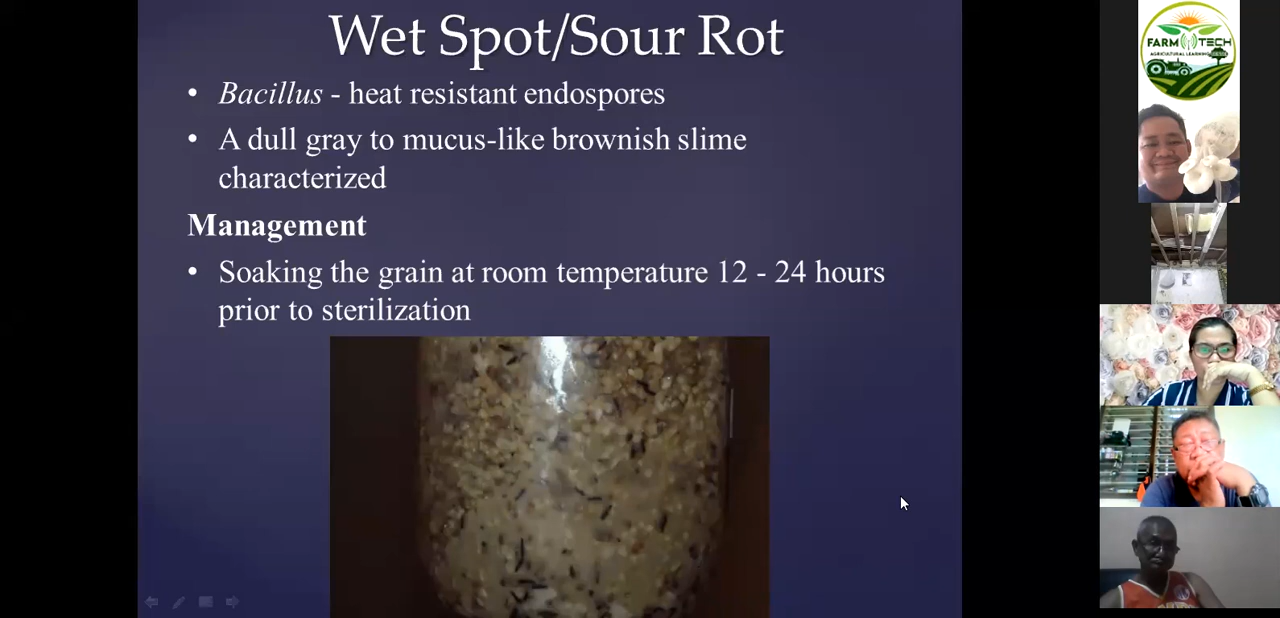 Wet Spot/Sour Rot
• Bacillus - heat resistant endospores
• A dull gray to mucus-like brownish slime
characterized
Management
• Soaking the grain at room temperature 12 - 24 hours
prior to sterilization
FARM TECH
AGRICULTURAL LEARNING